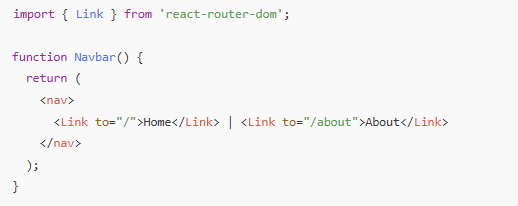 import { Link } from 'react-router-dom';

function Navbar() {
  return (
    <nav>
      <Link to="/">Home</Link> | <Link to="/about">About</Link>
    </nav>
  );
}